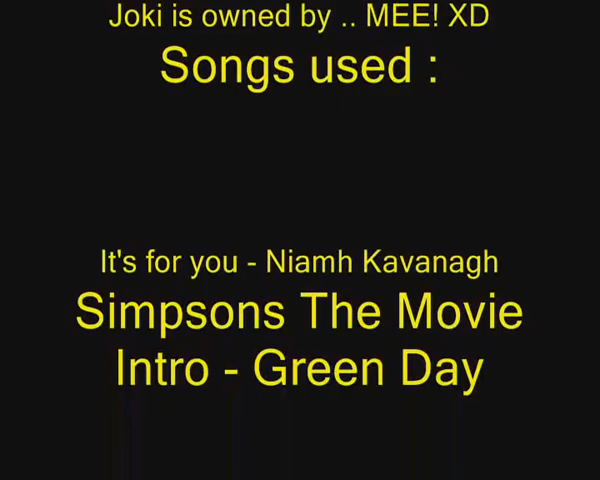 Joki is owned by .. MEE! XD
Songs used :
It's for you - Niamh Kavanagh
Simpsons The Movie
Intro - Green Day